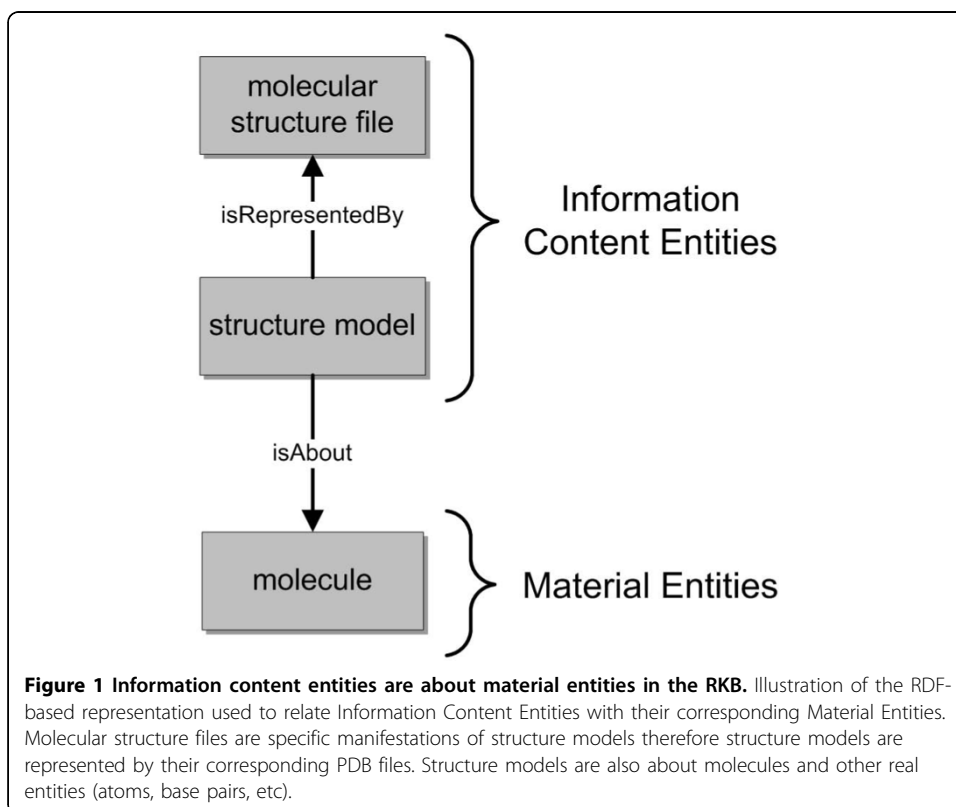 molecular
structure file
isRepresentedBy
Information
Content Entities
structure model
isAbout
molecule
Material Entities
Figure 1 Information content entities are about material entities in the RKB. Illustration of the RDF-
based representation used to relate Information Content Entities with their corresponding Material Entities.
Molecular structure files are specific manifestations of structure models therefore structure models are
represented by their corresponding PDB files. Structure models are also about molecules and other real
entities (atoms, base pairs, etc).